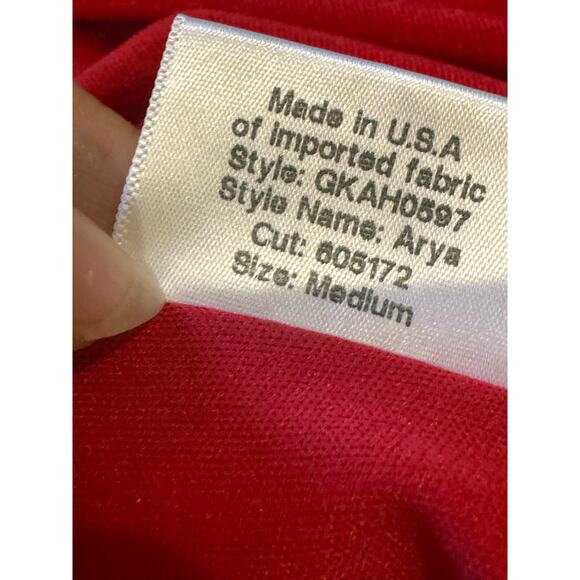 Made in U.S.A
of imported fabric
Style: GKAH0597
Style Name: Arya
Cut: 605172
Size: Medium